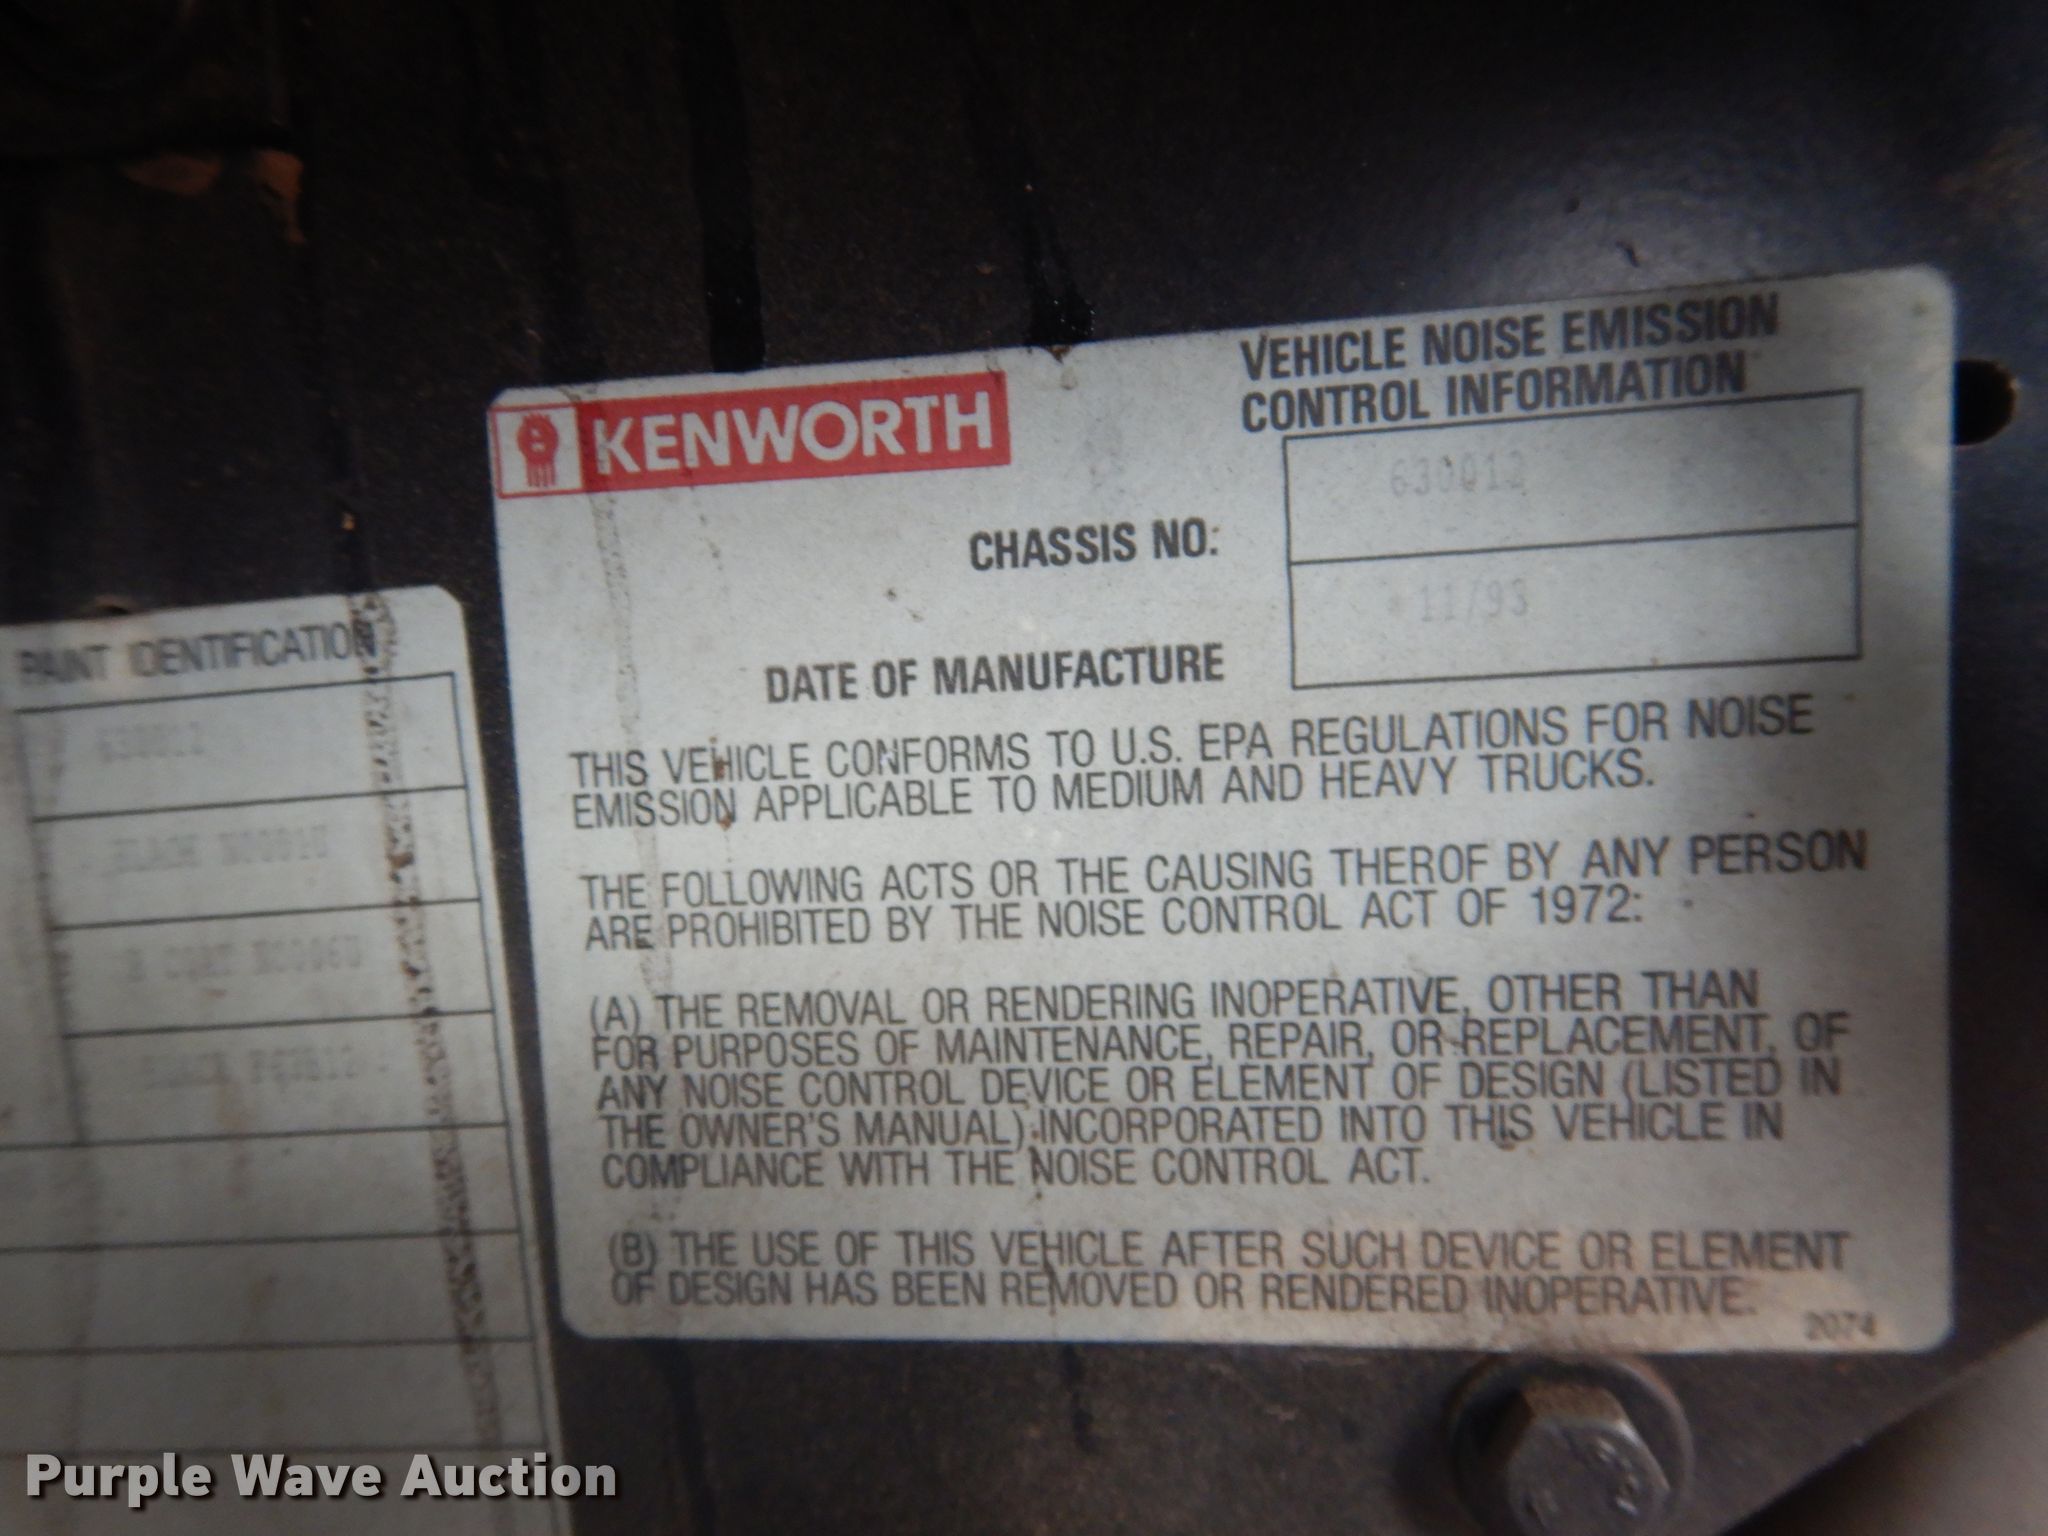 KENWORTH
VEHICLE NOISE EMISSION
CONTROL INFORMATION
CHASSIS NO:
630012
DATE OF MANUFACTURE
11/93
THIS VEHICLE CONFORMS TO U.S. EPA REGULATIONS FOR NOISE
EMISSION APPLICABLE TO MEDIUM AND HEAVY TRUCKS.
THE FOLLOWING ACTS OR THE CAUSING THEROF BY ANY PERSON
ARE PROHIBITED BY THE NOISE CONTROL ACT OF 1972:
(A) THE REMOVAL OR RENDERING INOPERATIVE, OTHER THAN
FOR PURPOSES OF MAINTENANCE, REPAIR, OR REPLACEMENT, OF
ANY NOISE CONTROL DEVICE OR ELEMENT OF DESIGN (LISTED IN
THE OWNER'S MANUAL) INCORPORATED INTO THIS VEHICLE IN
COMPLIANCE WITH THE NOISE CONTROL ACT.
(B) THE USE OF THIS VEHICLE AFTER SUCH DEVICE OR ELEMENT
OF DESIGN HAS BEEN REMOVED OR RENDERED INOPERATIVE.
2074
PAINT IDENTIFICATION
630012
BLACK
Purple Wave Auction